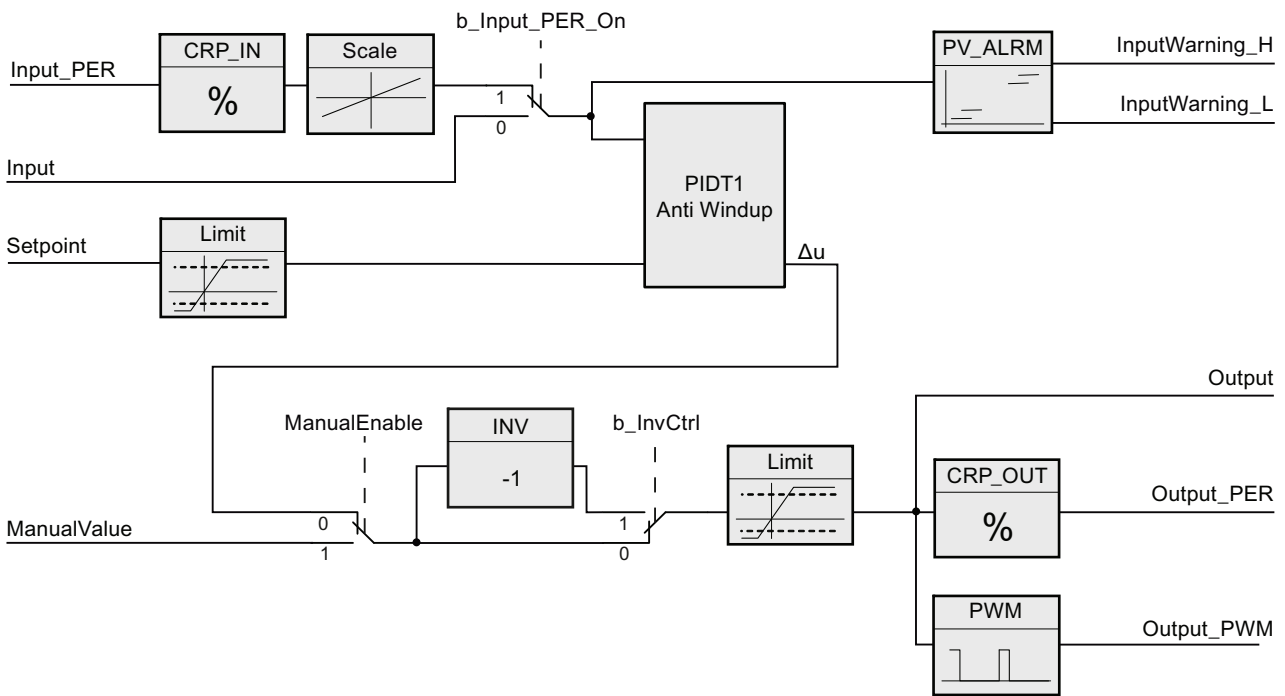 b_Input_PER_On
CRP_IN
Scale
PV_ALRM
InputWarning_H
Input_PER
%
1
0
InputWarning_L
Input
PIDT1
Anti Windup
Limit
Setpoint
Δu
Output
ManualEnable
INV
b_InvCtrl
-1
Limit
CRP_OUT
Output_PER
0
1
%
ManualValue
1
0
PWM
Output_PWM